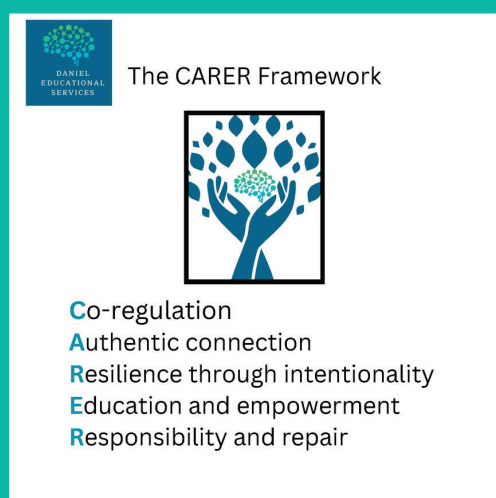 DANIEL
EDUCATIONAL
SERVICES
The CARER Framework
Co-regulation
Authentic connection
Resilience through intentionality
Education and empowerment
Responsibility and repair